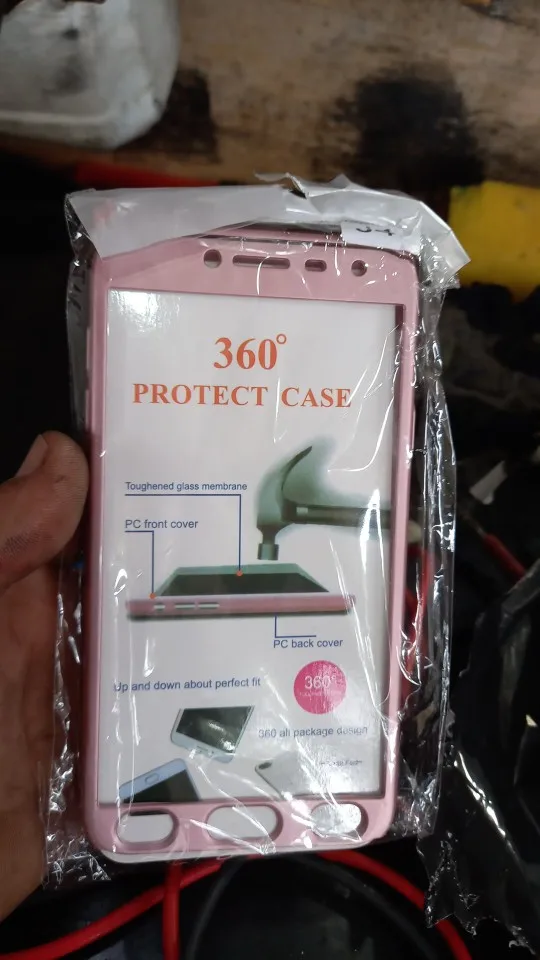 360°
PROTECT CASE
Toughened glass membrane
PC front cover
PC back cover
Up and down about perfect fit
360°
360 all package design